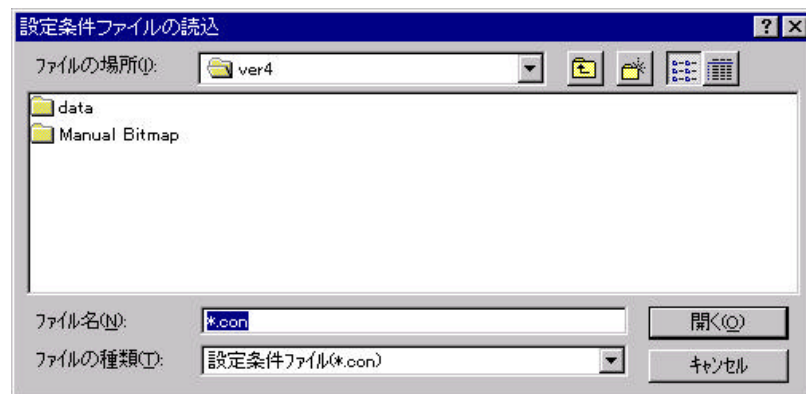 設定条件ファイルの読込
ファイルの場所(I):
ver4
data
Manual Bitmap
ファイル名(N):
*.con
開く(O)
ファイルの種類(T):
設定条件ファイル(*.con)
キャンセル